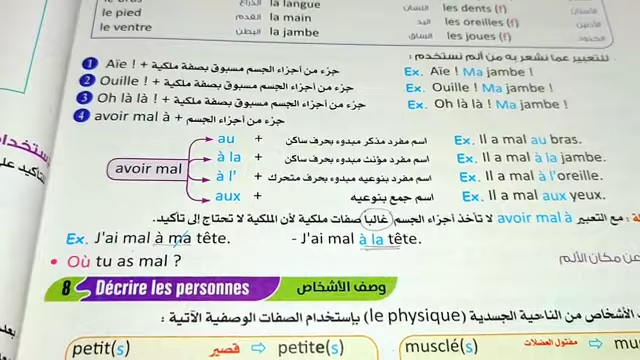 le pied القدم la main اليد les oreilles (f) الأذنين
le ventre البطن la jambe الساق les joues (f) الخدود
للتعبير عما نشعر به من ألم نستخدم :
1 Aïe ! + جزء من أجزاء الجسم مسبوق بصفة ملكية Ex. Aïe ! Ma jambe !
2 Ouille ! + جزء من أجزاء الجسم مسبوق بصفة ملكية Ex. Ouille ! Ma jambe !
3 Oh là là ! + جزء من أجزاء الجسم مسبوق بصفة ملكية Ex. Oh là là ! Ma jambe !
4 avoir mal à + جزء من أجزاء الجسم
avoir mal
au + اسم مفرد مذكر مبدوء بحرف ساكن Ex. Il a mal au bras.
à la + اسم مفرد مؤنث مبدوء بحرف ساكن Ex. Il a mal à la jambe.
à l' + اسم مفرد بنوعيه مبدوء بحرف متحرك Ex. Il a mal à l'oreille.
aux + اسم جمع بنوعيه Ex. Il a mal aux yeux.
مع التعبير avoir mal à لا تأخذ أجزاء الجسم غالباً صفات ملكية لأن الملكية لا تحتاج إلى تأكيد.
Ex. J'ai mal à ma tête. - J'ai mal à la tête.
• Où tu as mal ? عن مكان الألم
8 Décrire les personnes وصف الأشخاص
الأشخاص من الناحية الجسدية (le physique) بإستخدام الصفات الوصفية الآتية :
petit(s) قصير petite(s) musclé(s) مفتول العضلات mu